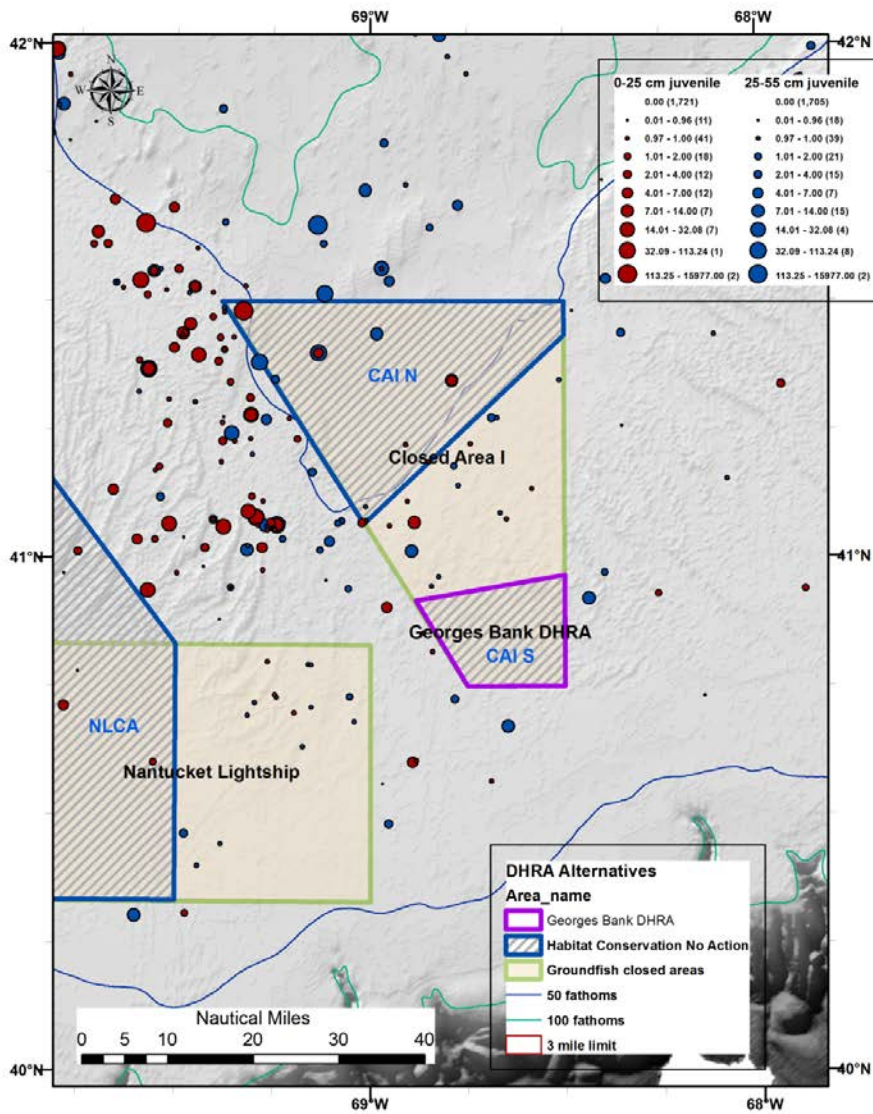 69°W
68°W
42°N
42°N
N
W
E
S
0-25 cm juvenile
0.00 (1,721)
0.01 - 0.96 (11)
0.97 - 1.00 (41)
1.01 - 2.00 (18)
2.01 - 4.00 (12)
4.01 - 7.00 (12)
7.01 - 14.00 (7)
14.01 - 32.08 (7)
32.09 - 113.24 (1)
113.25 - 15977.00 (2)
25-55 cm juvenile
0.00 (1,705)
0.01 - 0.96 (18)
0.97 - 1.00 (39)
1.01 - 2.00 (21)
2.01 - 4.00 (15)
4.01 - 7.00 (7)
7.01 - 14.00 (15)
14.01 - 32.08 (4)
32.09 - 113.24 (8)
113.25 - 15977.00 (2)
CAI N
Closed Area I
41°N
41°N
Georges Bank DHRA
CAI S
NLCA
Nantucket Lightship
DHRA Alternatives
Area_name
Georges Bank DHRA
Habitat Conservation No Action
Groundfish closed areas
50 fathoms
100 fathoms
3 mile limit
Nautical Miles
0 5 10 20 30 40
40°N
40°N
69°W
68°W